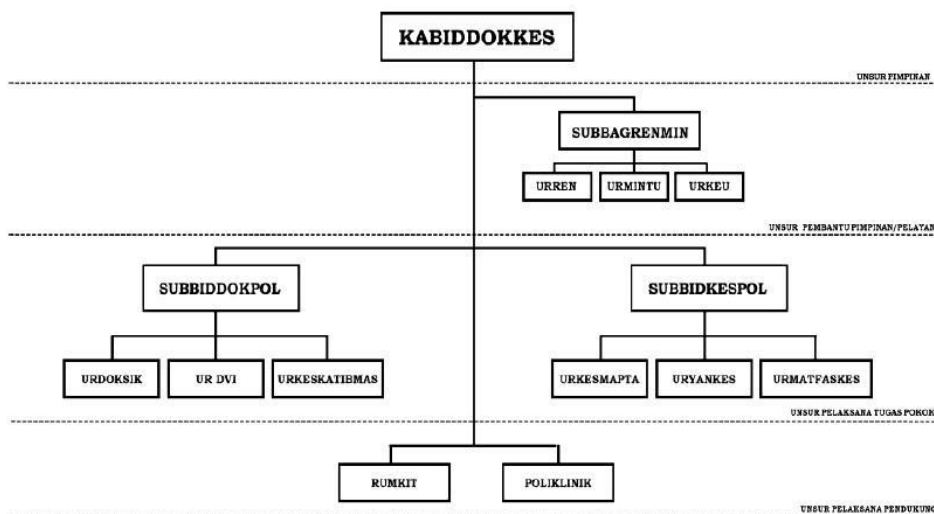 KABIDDOKKES
UNSUR PIMPINAN
SUBBAGRENMIN
URREN
URMINTU
URKEU
UNSUR PEMBANTU PIMPINAN/PELAYAN
SUBBIDDOKPOL
SUBBIDKESPOL
URDOKSIK
UR DVI
URKESKATIBMAS
URKESMAPTA
URYANKES
URMATFASKES
UNSUR PELAKSANA TUGAS POKOK
RUMKIT
POLIKLINIK
UNSUR PELAKSANA PENDUKUNG